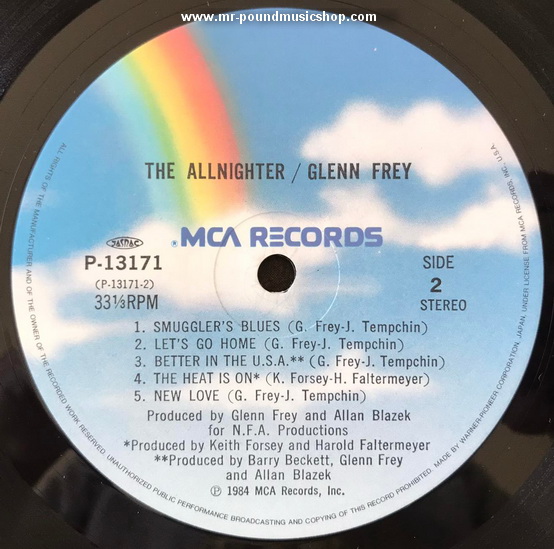 www.mr-poundmusicshop.com
THE ALLNIGHTER / GLENN FREY
JASRAC
MCA RECORDS
P-13171
(P-13171-2)
33⅓RPM
SIDE
2
STEREO
1. SMUGGLER'S BLUES (G. Frey-J. Tempchin)
2. LET'S GO HOME (G. Frey-J. Tempchin)
3. BETTER IN THE U.S.A.** (G. Frey-J. Tempchin)
4. THE HEAT IS ON* (K. Forsey-H. Faltermeyer)
5. NEW LOVE (G. Frey-J. Tempchin)
Produced by Glenn Frey and Allan Blazek
for N.F.A. Productions
*Produced by Keith Forsey and Harold Faltermeyer
**Produced by Barry Beckett, Glenn Frey
and Allan Blazek
℗ 1984 MCA Records, Inc.
ALL RIGHTS OF THE MANUFACTURER AND OF THE OWNER OF THE RECORDED WORK RESERVED. UNAUTHORIZED PUBLIC PERFORMANCE BROADCASTING AND COPYING OF THIS RECORD PROHIBITED. MADE BY WARNER-PIONEER CORPORATION, JAPAN, UNDER LICENSE FROM MCA RECORDS, INC., U.S.A.